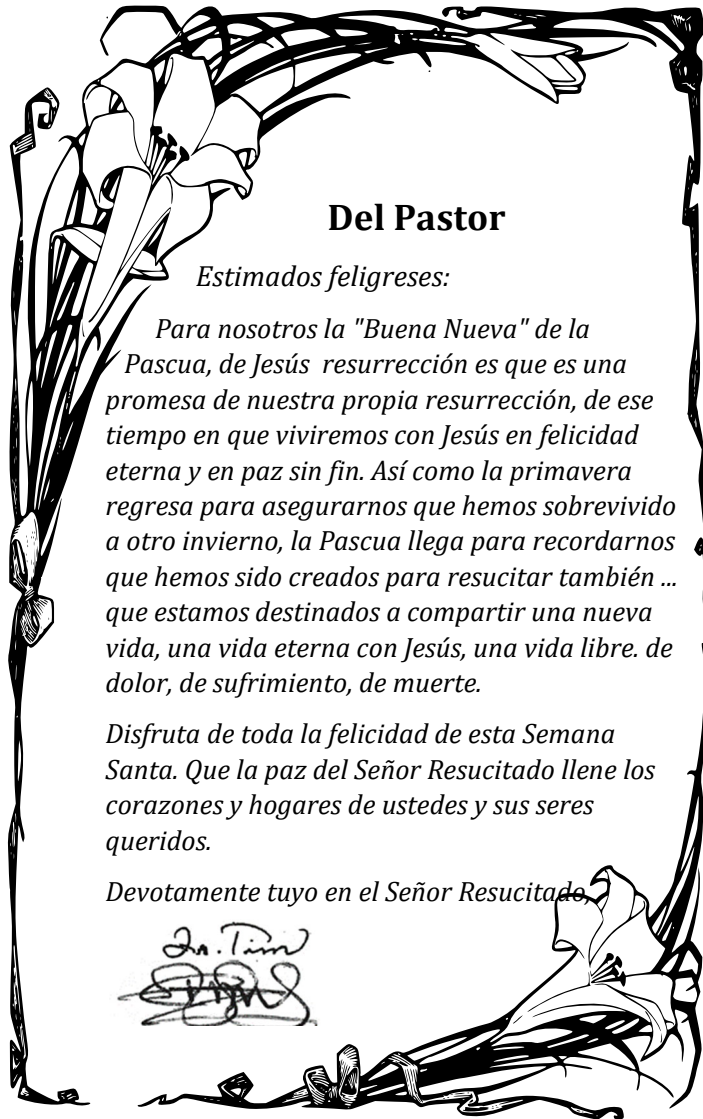 Del Pastor
Estimados feligreses:
Para nosotros la "Buena Nueva" de la
Pascua, de Jesús resurrección es que es una
promesa de nuestra propia resurrección, de ese
tiempo en que viviremos con Jesús en felicidad
eterna y en paz sin fin. Así como la primavera
regresa para asegurarnos que hemos sobrevivido
a otro invierno, la Pascua llega para recordarnos
que hemos sido creados para resucitar también ...
que estamos destinados a compartir una nueva
vida, una vida eterna con Jesús, una vida libre. de
dolor, de sufrimiento, de muerte.
Disfruta de toda la felicidad de esta Semana
Santa. Que la paz del Señor Resucitado llene los
corazones y hogares de ustedes y sus seres
queridos.
Devotamente tuyo en el Señor Resucitado,
Tim